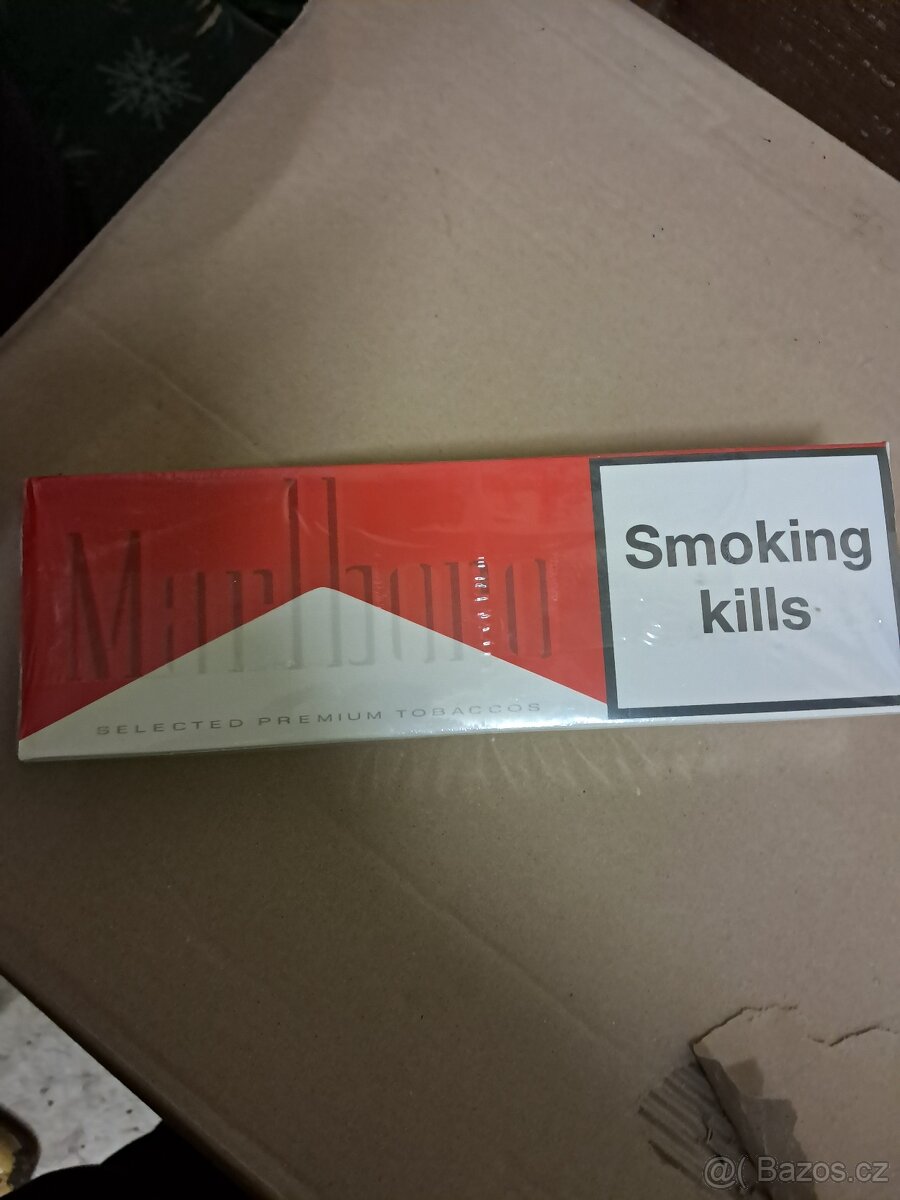 Marlboro
SELECTED PREMIUM TOBACCOS
Smoking
kills
@( Bazos.cz